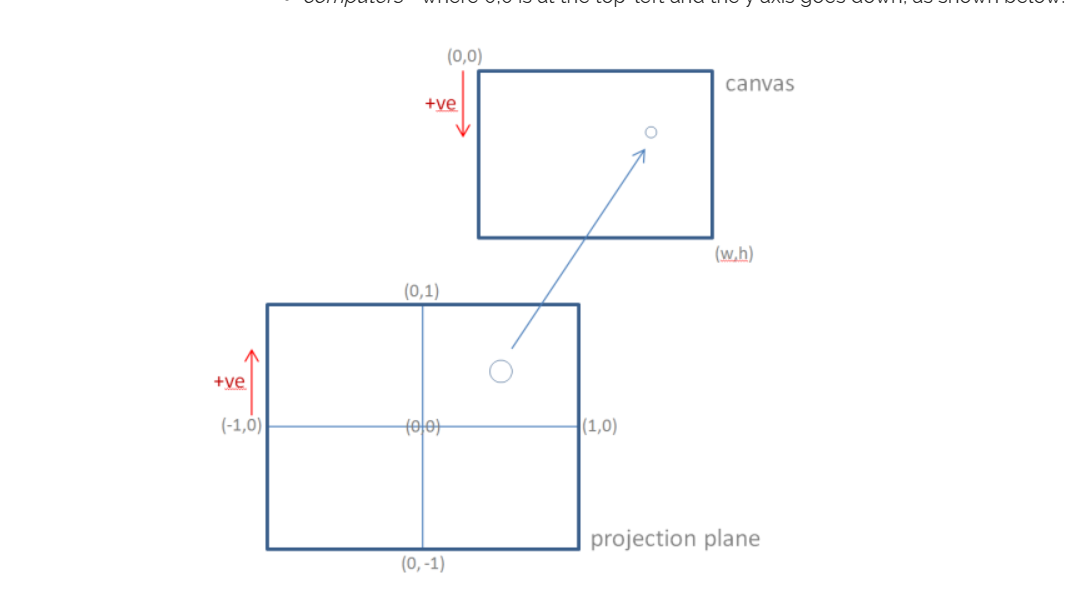 computers - where 0,0 is at the top-left and the y axis goes down, as shown below.
(0,0)
canvas
+ve
(w,h)
(0,1)
+ve
(-1,0)
(0,0)
(1,0)
projection plane
(0,-1)